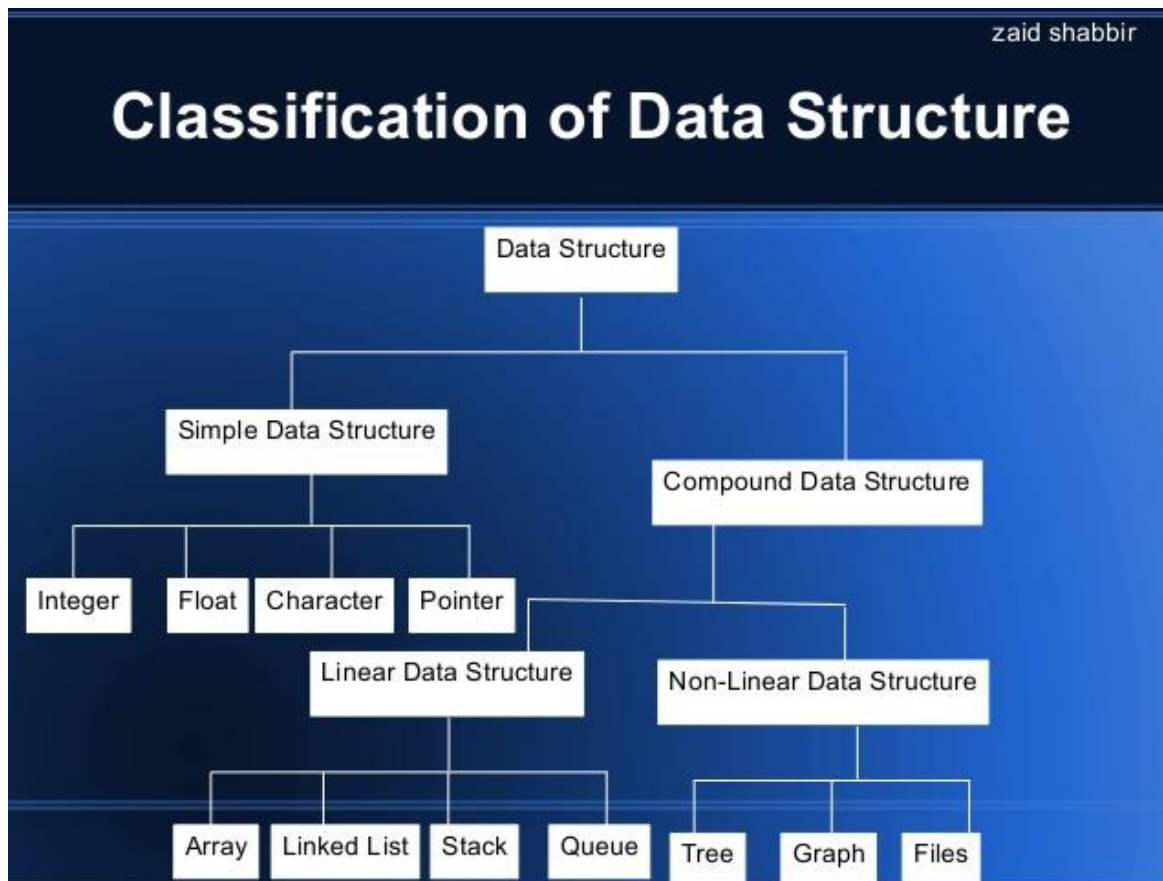 zaid shabbir
Classification of Data Structure
Data Structure
Simple Data Structure
Compound Data Structure
Integer
Float
Character
Pointer
Linear Data Structure
Non-Linear Data Structure
Array
Linked List
Stack
Queue
Tree
Graph
Files